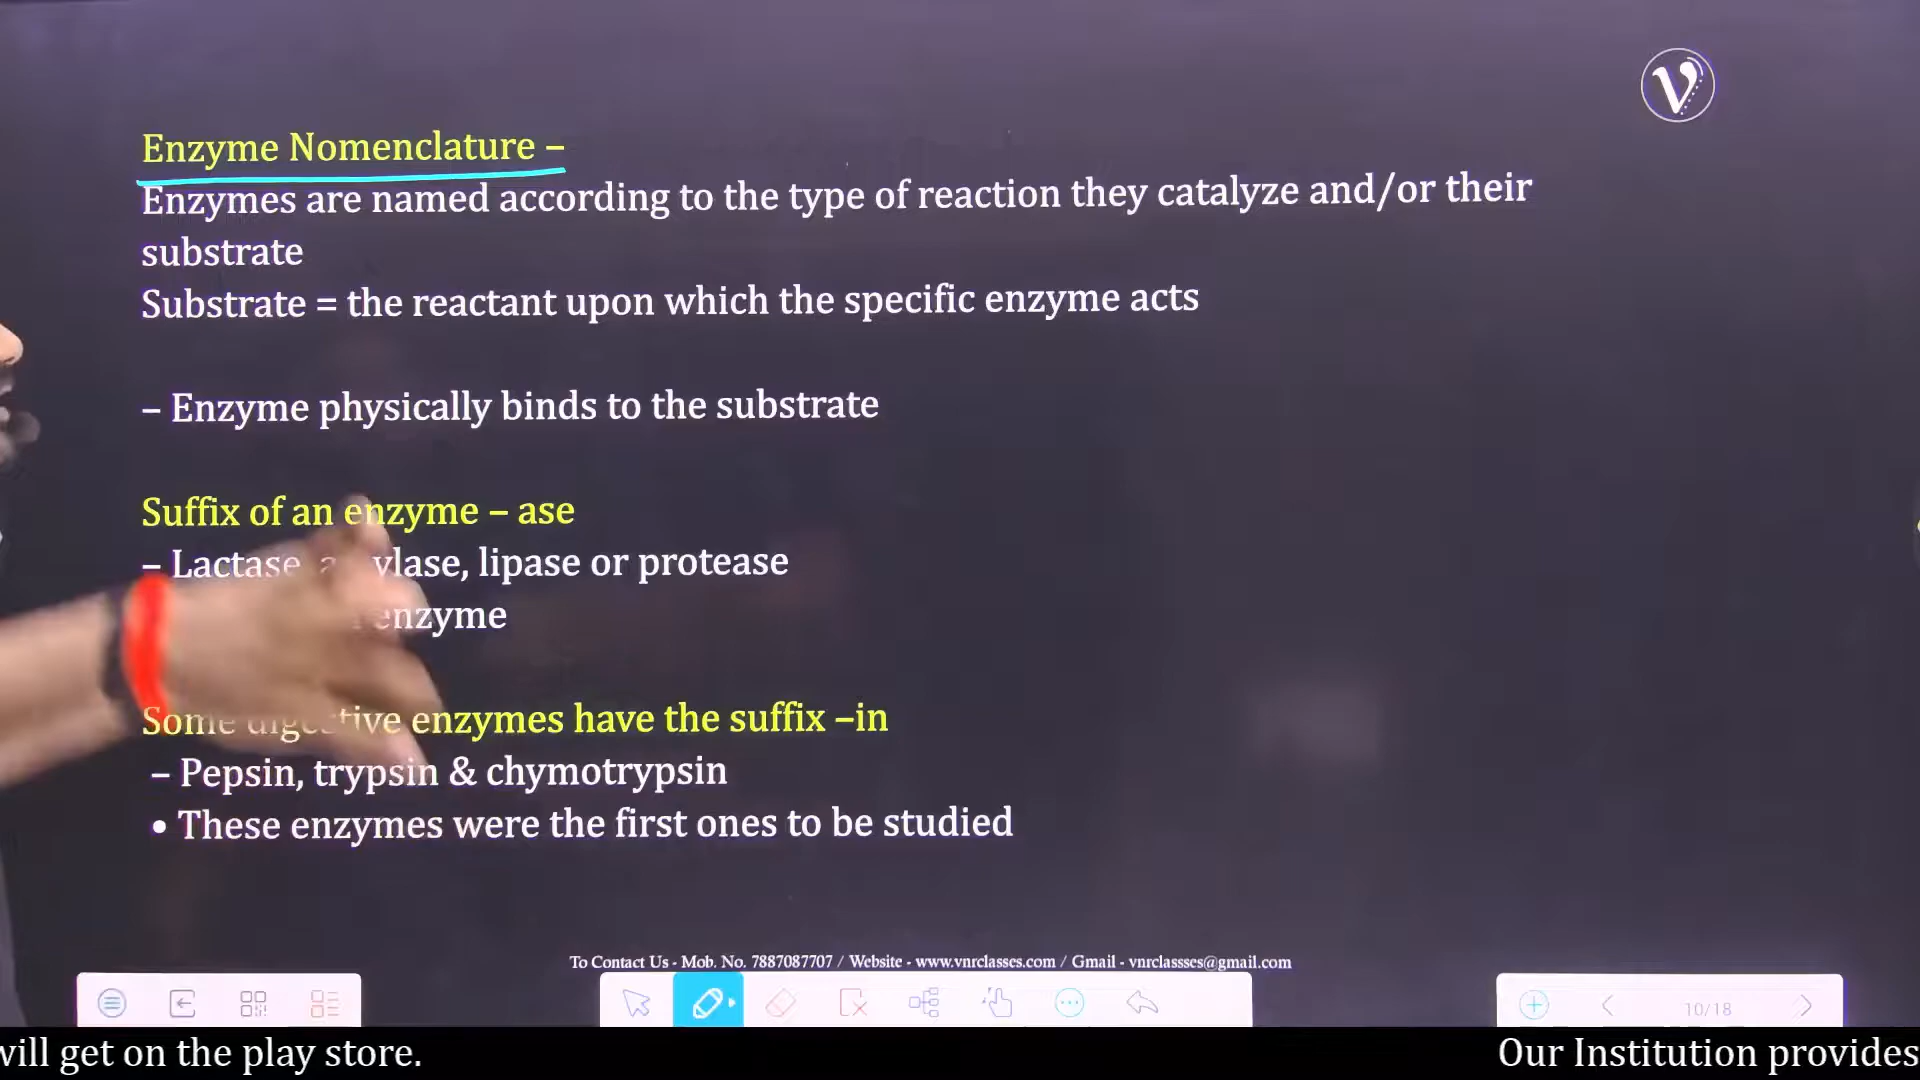 Enzyme Nomenclature –
Enzymes are named according to the type of reaction they catalyze and/or their
substrate
Substrate = the reactant upon which the specific enzyme acts
– Enzyme physically binds to the substrate
Suffix of an enzyme – ase
– Lactase, lipase or protease
enzyme
Some digestive enzymes have the suffix –in
– Pepsin, trypsin & chymotrypsin
• These enzymes were the first ones to be studied
To Contact Us - Mob. No. 7887087707 / Website - www.vnrclasses.com / Gmail - vnrclassses@gmail.com
10/18
will get on the play store.
Our Institution provides